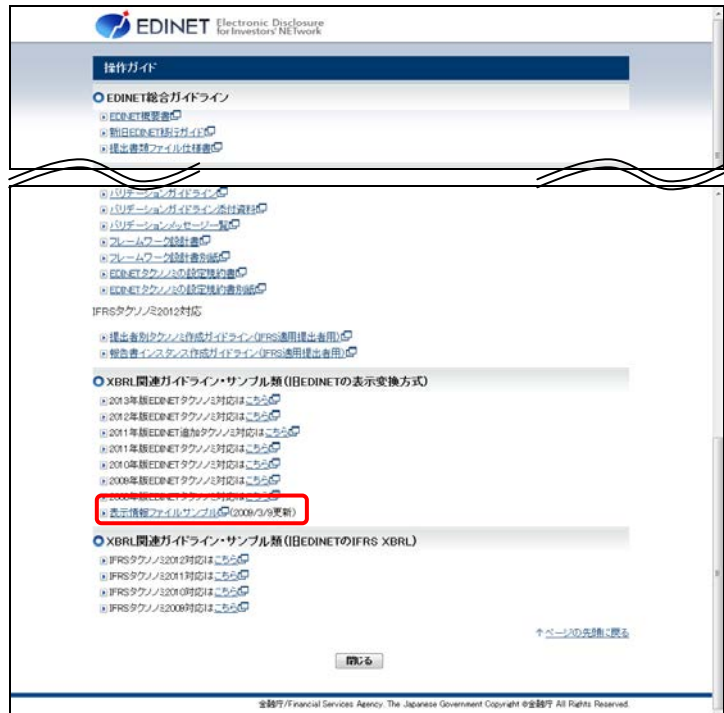 EDINET Electronic Disclosure for Investors' NETwork
操作ガイド
EDINET総合ガイドライン
EDINET概要書
新旧EDINET移行ガイド
提出書類ファイル仕様書
バリデーションガイドライン
バリデーションガイドライン添付資料
バリデーションメッセージ一覧
フレームワーク設計書
フレームワーク設計書別紙
EDINETタクソノミの設定規約書
EDINETタクソノミの設定規約書別紙
IFRSタクソノミ2012対応
提出者別タクソノミ作成ガイドライン(IFRS適用提出者用)
報告書インスタンス作成ガイドライン(IFRS適用提出者用)
XBRL関連ガイドライン・サンプル類(旧EDINETの表示変換方式)
2013年版EDINETタクソノミ対応はこちら
2012年版EDINETタクソノミ対応はこちら
2011年版EDINET追加タクソノミ対応はこちら
2011年版EDINETタクソノミ対応はこちら
2010年版EDINETタクソノミ対応はこちら
2009年版EDINETタクソノミ対応はこちら
2008年版EDINETタクソノミ対応はこちら
表示情報ファイルサンプル(2009/3/9更新)
XBRL関連ガイドライン・サンプル類(旧EDINETのIFRS XBRL)
IFRSタクソノミ2012対応はこちら
IFRSタクソノミ2011対応はこちら
IFRSタクソノミ2010対応はこちら
IFRSタクソノミ2009対応はこちら
↑ページの先頭に戻る
閉じる
金融庁/Financial Services Agency, The Japanese Government Copyright ©金融庁 All Rights Reserved.